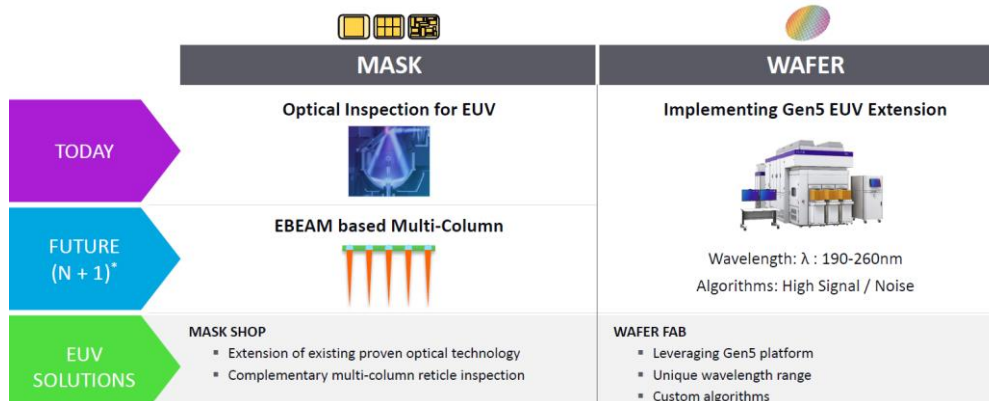 MASK
WAFER
TODAY
Optical Inspection for EUV
Implementing Gen5 EUV Extension
FUTURE
(N + 1)*
EBEAM based Multi-Column
Wavelength: λ : 190-260nm
Algorithms: High Signal / Noise
EUV
SOLUTIONS
MASK SHOP
▪ Extension of existing proven optical technology
▪ Complementary multi-column reticle inspection
WAFER FAB
▪ Leveraging Gen5 platform
▪ Unique wavelength range
▪ Custom algorithms